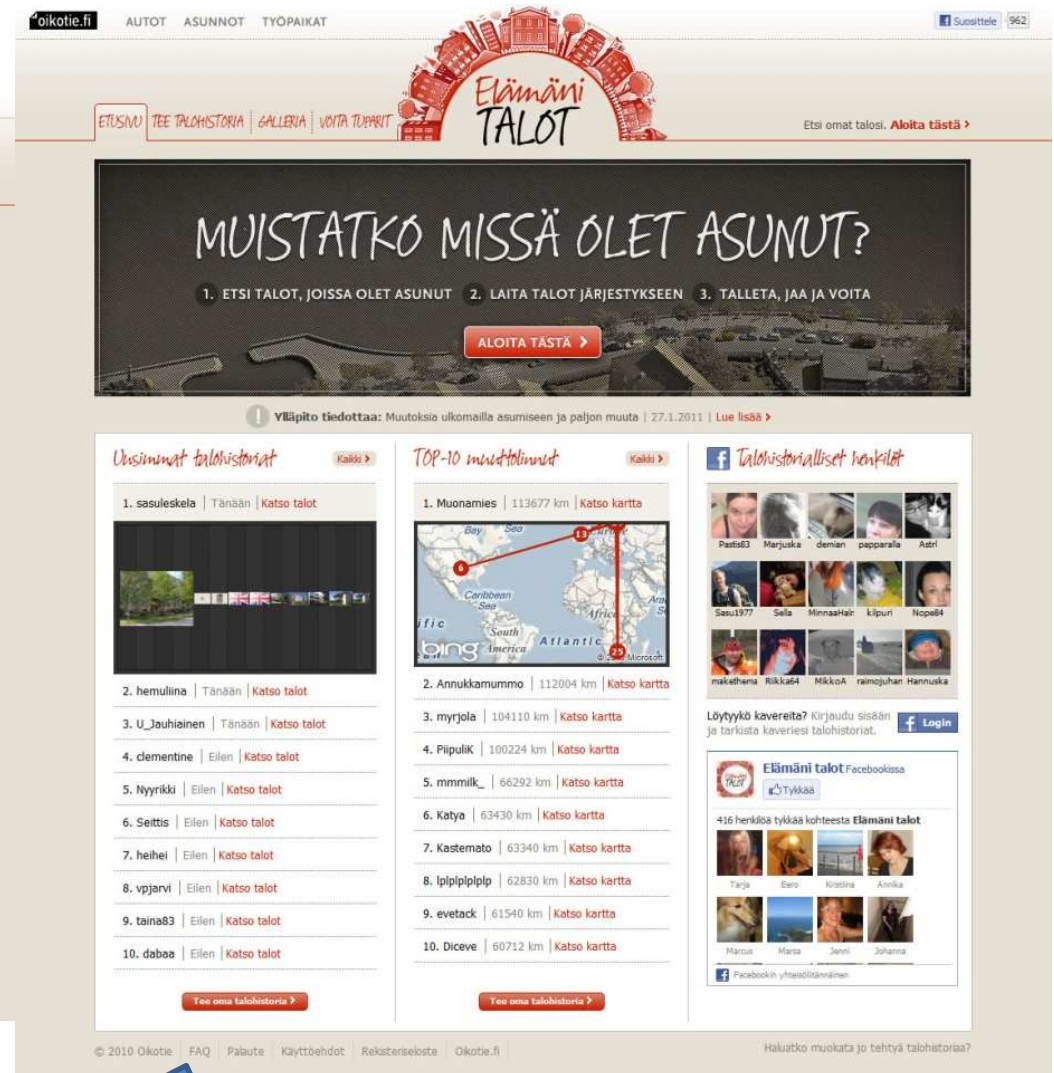 oikotie.fi AUTOT ASUNNOT TYÖPAIKAT
Suosittele 962
Elämäni
TALOT
ETUSIVU TEE TALOHISTORIA GALLERIA VOITA TUPARIT
Etsi omat talosi. Aloita tästä >
MUISTATKO MISSÄ OLET ASUNUT?
1. ETSI TALOT, JOISSA OLET ASUNUT 2. LAITA TALOT JÄRJESTYKSEEN 3. TALLETA, JAA JA VOITA
ALOITA TÄSTÄ >
! Ylläpito tiedottaa: Muutoksia ulkomailla asumiseen ja paljon muuta | 27.1.2011 | Lue lisää >
Uusimmat talohistoriat Kaikki >
1. sasuleskela | Tänään | Katso talot
2. hemuliina | Tänään | Katso talot
3. U_Jauhiainen | Tänään | Katso talot
4. clementine | Eilen | Katso talot
5. Nyyrikki | Eilen | Katso talot
6. Seittis | Eilen | Katso talot
7. heihei | Eilen | Katso talot
8. vpjarvi | Eilen | Katso talot
9. taina83 | Eilen | Katso talot
10. dabaa | Eilen | Katso talot
Tee oma talohistoria >
TOP-10 muuttolinnut Kaikki >
1. Muonamies | 113677 km | Katso kartta
Bay Sea
13
6
Caribbean
Sea
Africa
South
America
Atlantic
25
bing
Microsoft
2. Annukkamummo | 112004 km | Katso kartta
3. myrjola | 104110 km | Katso kartta
4. PiipuliK | 100224 km | Katso kartta
5. mmmilk_ | 66292 km | Katso kartta
6. Katya | 63430 km | Katso kartta
7. Kastemato | 63340 km | Katso kartta
8. lplplplplplp | 62830 km | Katso kartta
9. evetack | 61540 km | Katso kartta
10. Diceve | 60712 km | Katso kartta
Tee oma talohistoria >
Talohistorialliset henkilöt
Pastis83 Marjuska demian papparalla Astrl
Sasu1977 Sella MinnaaHaln kilpuri Nope84
makethema Riikka64 MikkoA raimojuhan Hannuska
Löytyykö kavereita? Kirjaudu sisään
ja tarkista kaveriesi talohistoriat.
Login
Elämäni talot Facebookissa
Tykkää
416 henkilöä tykkää kohteesta Elämäni talot
Tarja Eero Kristiina Annika
Marcus Marsa Jenni Johanna
Facebookin yhteisöliitännäinen
© 2010 Oikotie | FAQ | Palaute | Käyttöehdot | Rekisteriseloste | Oikotie.fi
Haluatko muokata jo tehtyä talohistoriaa?